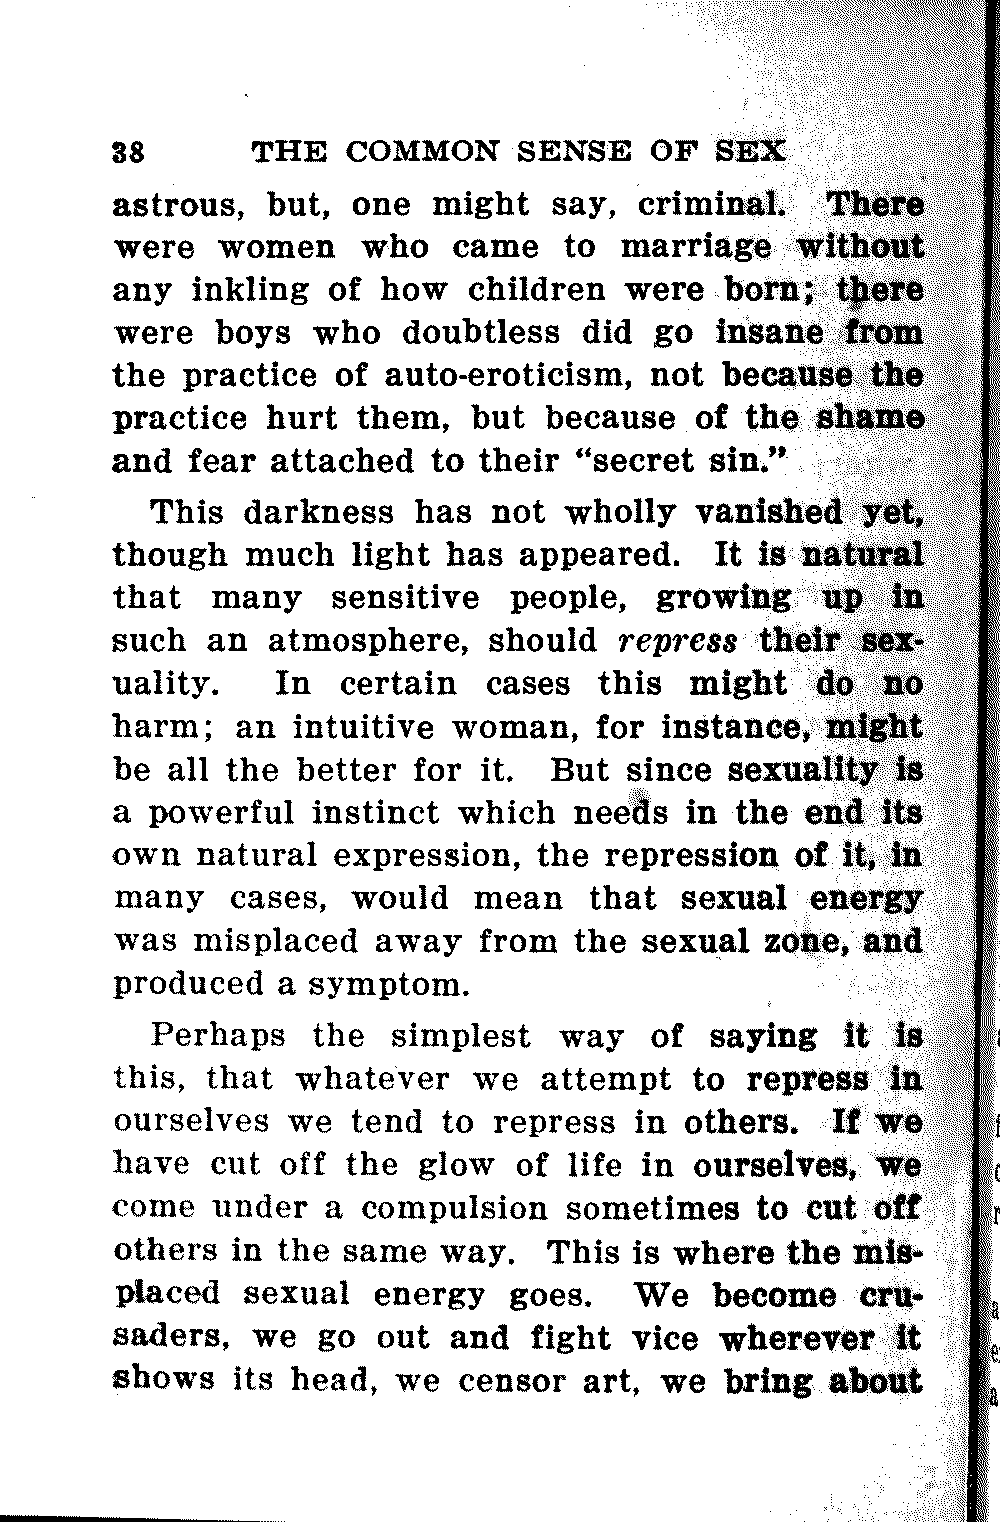 38 THE COMMON SENSE OF SEX
astrous, but, one might say, criminal. There
were women who came to marriage without
any inkling of how children were born; there
were boys who doubtless did go insane from
the practice of auto-eroticism, not because the
practice hurt them, but because of the shame
and fear attached to their “secret sin.”
This darkness has not wholly vanished yet,
though much light has appeared. It is natural
that many sensitive people, growing up in
such an atmosphere, should repress their sex-
uality. In certain cases this might do no
harm; an intuitive woman, for instance, might
be all the better for it. But since sexuality is
a powerful instinct which needs in the end its
own natural expression, the repression of it, in
many cases, would mean that sexual energy
was misplaced away from the sexual zone, and
produced a symptom.
Perhaps the simplest way of saying it is
this, that whatever we attempt to repress in
ourselves we tend to repress in others. If we
have cut off the glow of life in ourselves, we
come under a compulsion sometimes to cut off
others in the same way. This is where the mis-
placed sexual energy goes. We become cru-
saders, we go out and fight vice wherever it
shows its head, we censor art, we bring about